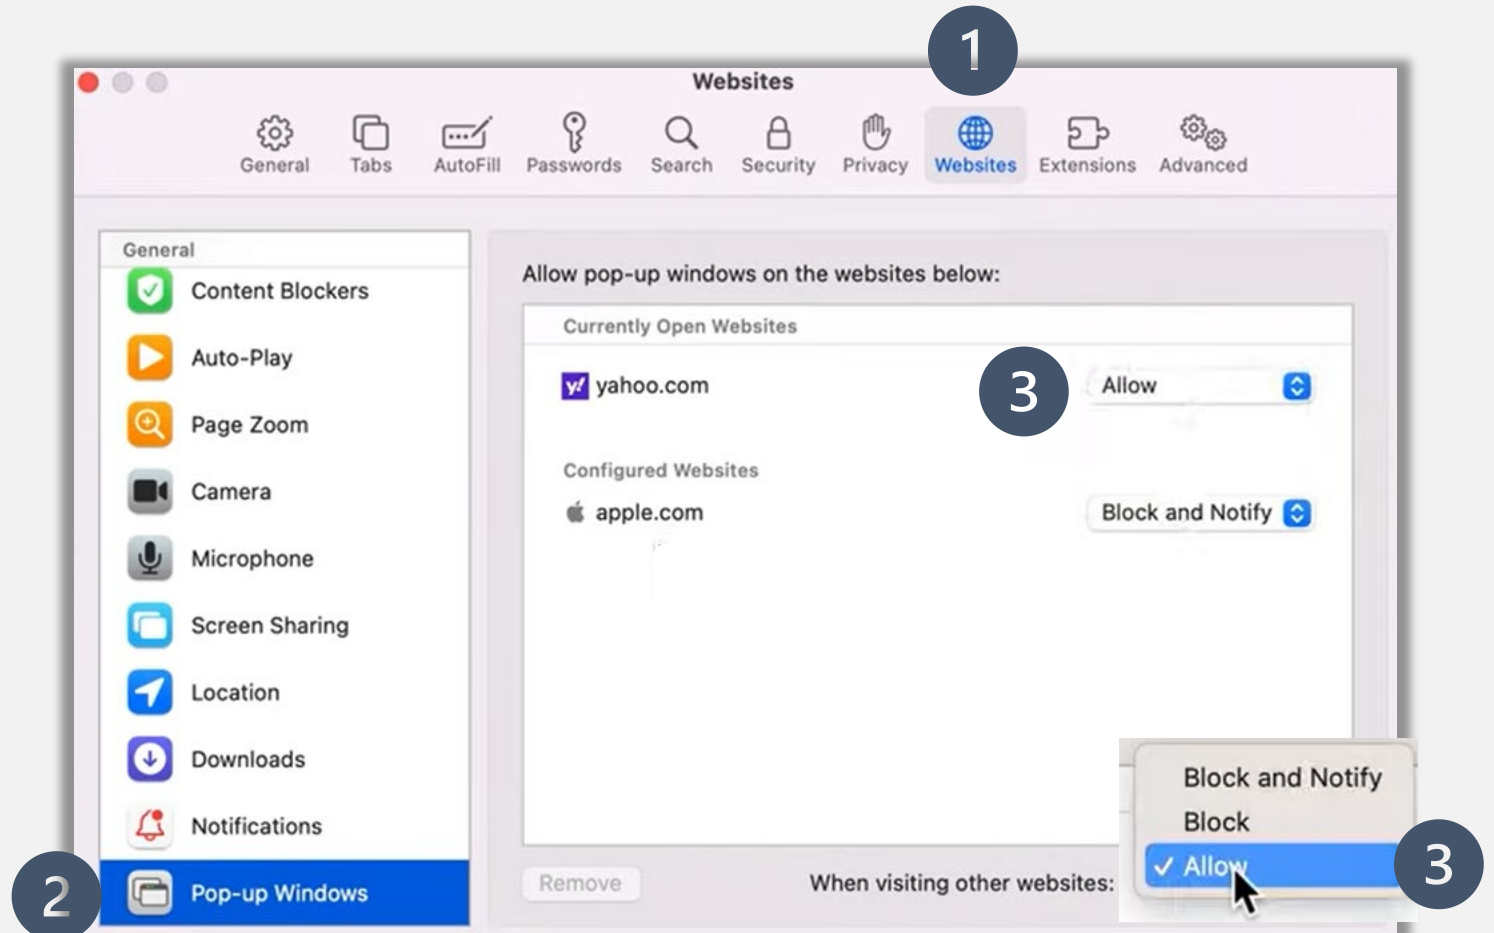 1
Websites
General Tabs AutoFill Passwords Search Security Privacy Websites Extensions Advanced
General
Content Blockers
Auto-Play
Page Zoom
Camera
Microphone
Screen Sharing
Location
Downloads
Notifications
2
Pop-up Windows
Allow pop-up windows on the websites below:
Currently Open Websites
y! yahoo.com
3
Allow
Configured Websites
apple.com
Block and Notify
Remove
When visiting other websites:
Block and Notify
Block
✓ Allow
3